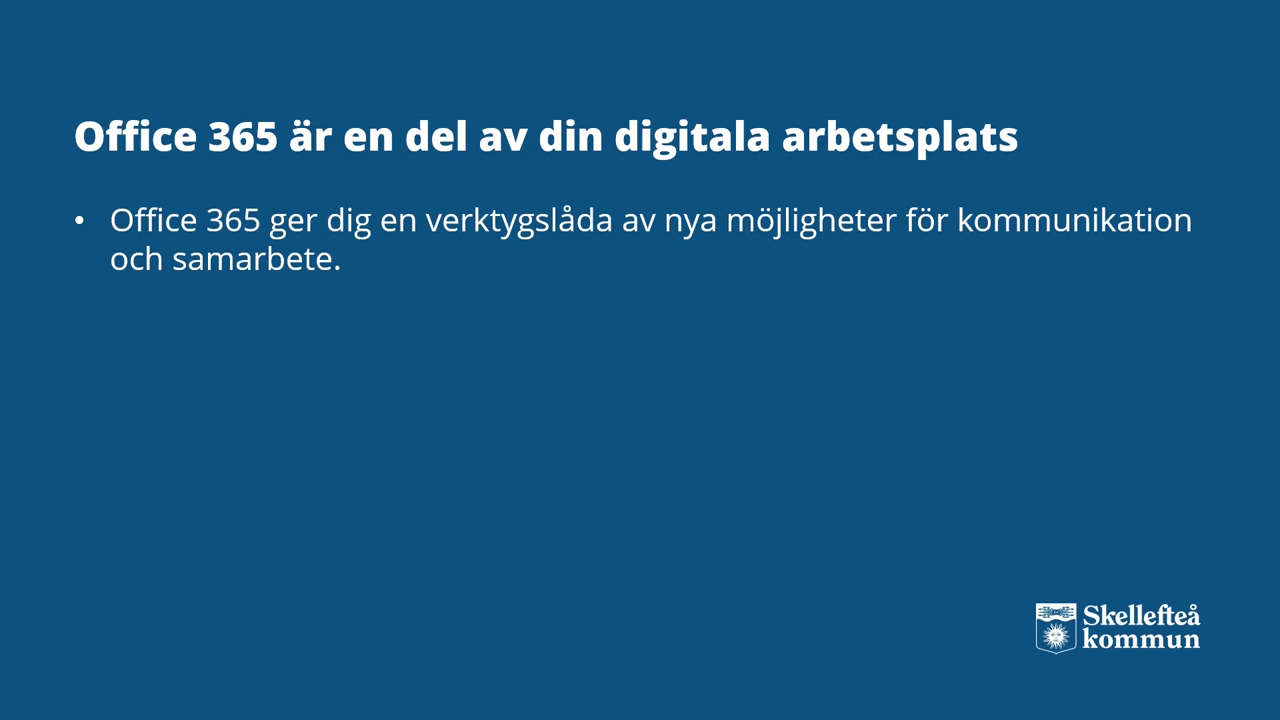 Office 365 är en del av din digitala arbetsplats
• Office 365 ger dig en verktygslåda av nya möjligheter för kommunikation
och samarbete.
Skellefteå
kommun